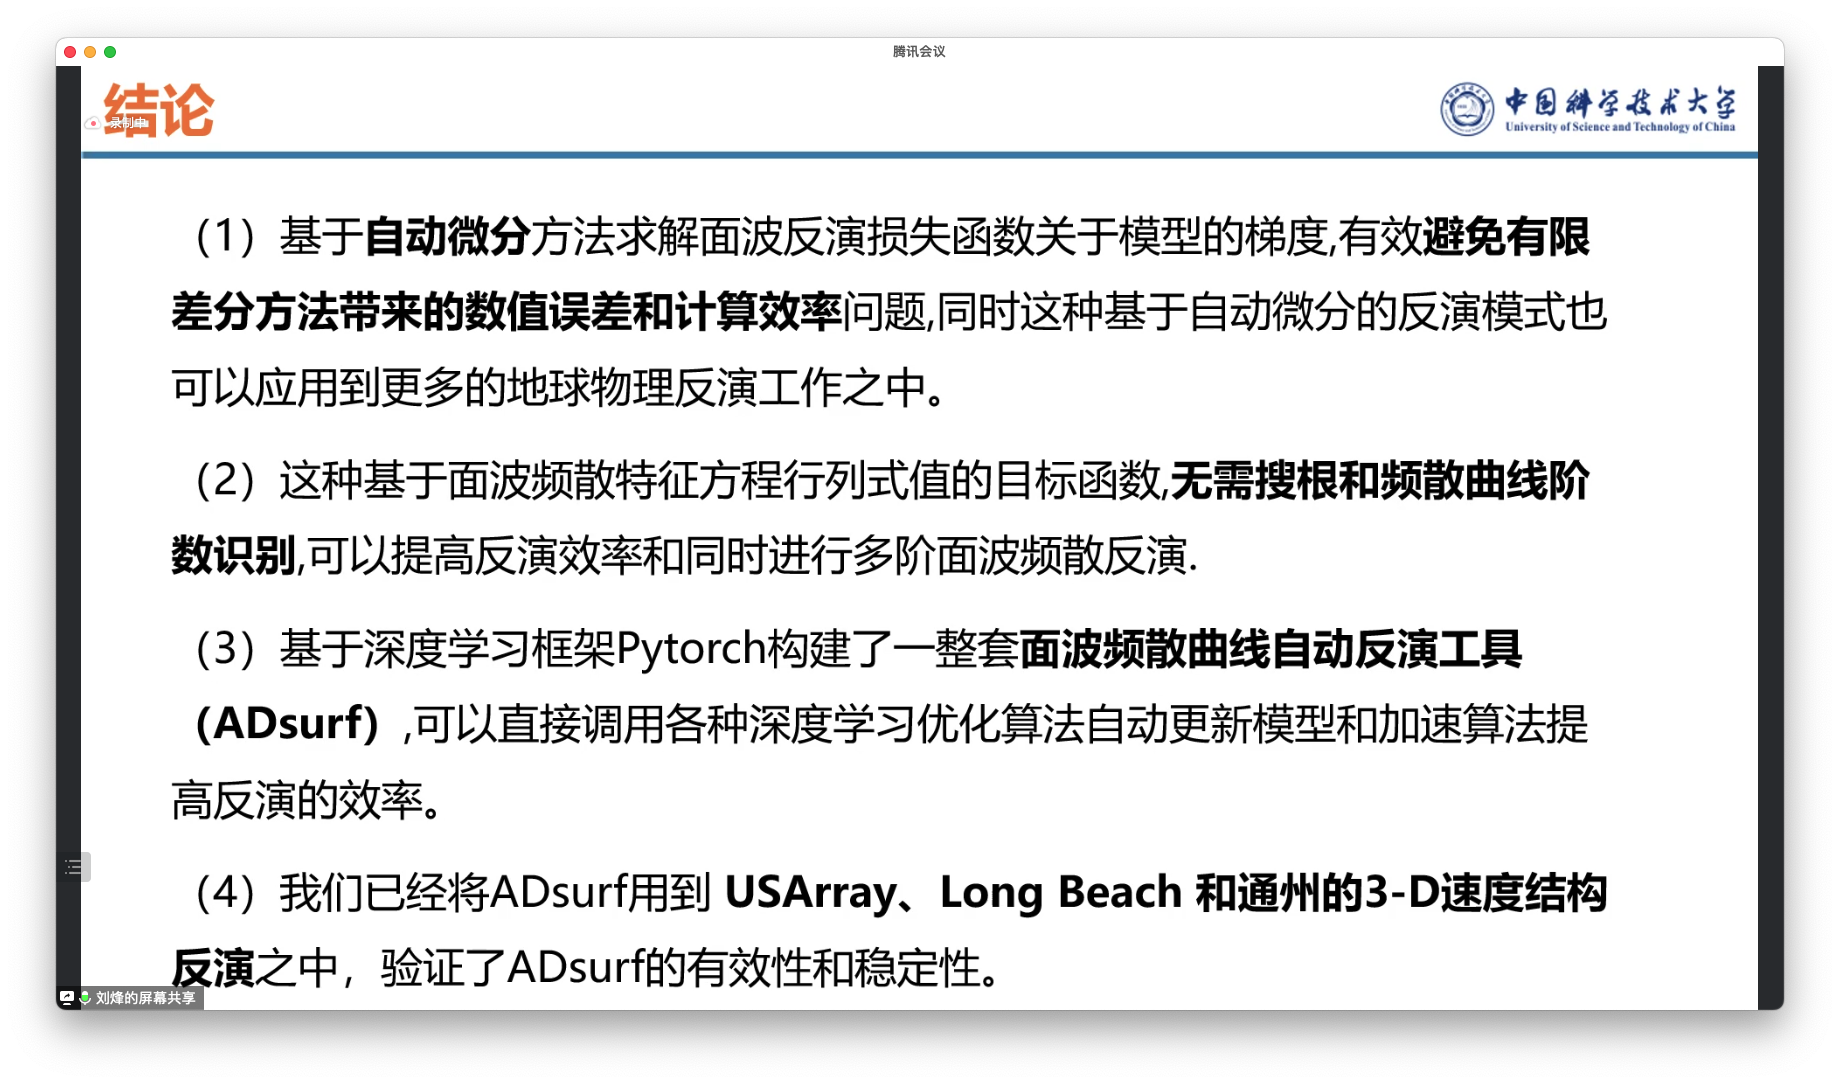 腾讯会议
结论
录制中
中国科学技术大学
University of Science and Technology of China
（1）基于自动微分方法求解面波反演损失函数关于模型的梯度,有效避免有限
差分方法带来的数值误差和计算效率问题,同时这种基于自动微分的反演模式也
可以应用到更多的地球物理反演工作之中。
（2）这种基于面波频散特征方程行列式值的目标函数,无需搜根和频散曲线阶
数识别,可以提高反演效率和同时进行多阶面波频散反演.
（3）基于深度学习框架Pytorch构建了一整套面波频散曲线自动反演工具
（ADsurf）,可以直接调用各种深度学习优化算法自动更新模型和加速算法提
高反演的效率。
（4）我们已经将ADsurf用到 USArray、Long Beach 和通州的3-D速度结构
反演之中，验证了ADsurf的有效性和稳定性。
刘烽的屏幕共享